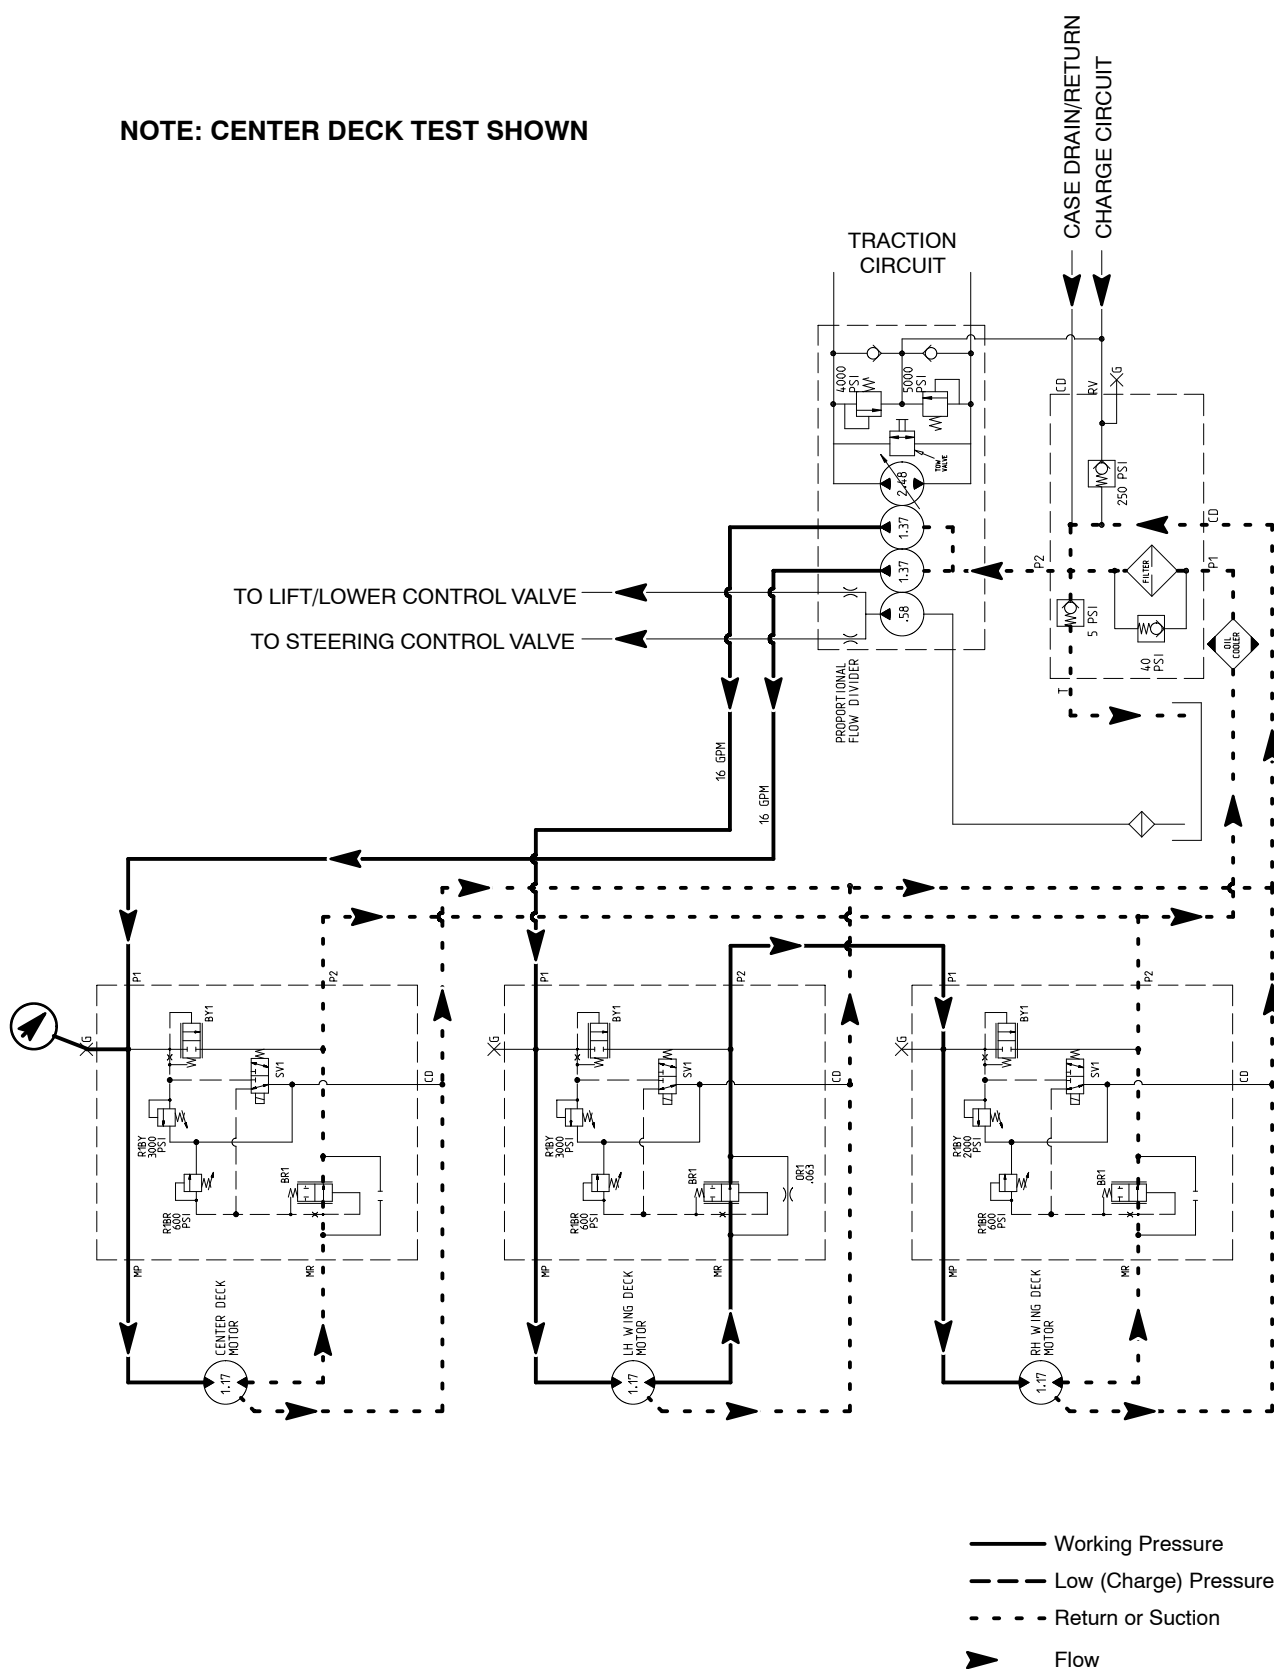 NOTE: CENTER DECK TEST SHOWN
CASE DRAIN/RETURN
CHARGE CIRCUIT
TRACTION
CIRCUIT
4000
PSI
5000
PSI
TOW
VALVE
2.48
1.37
1.37
.58
CD
RV
G
250 PSI
CD
P2
FILTER
P1
5 PSI
40
PSI
OIL
COOLER
T
TO LIFT/LOWER CONTROL VALVE
TO STEERING CONTROL VALVE
PROPORTIONAL
FLOW DIVIDER
16 GPM
16 GPM
P1
P2
G
BY1
SV1
CD
R1BY
3000
PSI
BR1
R1BR
600
PSI
MP
MR
CENTER DECK
MOTOR
1.17
P1
P2
G
BY1
SV1
CD
R1BY
3000
PSI
BR1
OR1
.063
R1BR
600
PSI
MP
MR
LH WING DECK
MOTOR
1.17
P1
P2
G
BY1
SV1
CD
R1BY
2000
PSI
BR1
R1BR
600
PSI
MP
MR
RH WING DECK
MOTOR
1.17
Working Pressure
Low (Charge) Pressure
Return or Suction
Flow